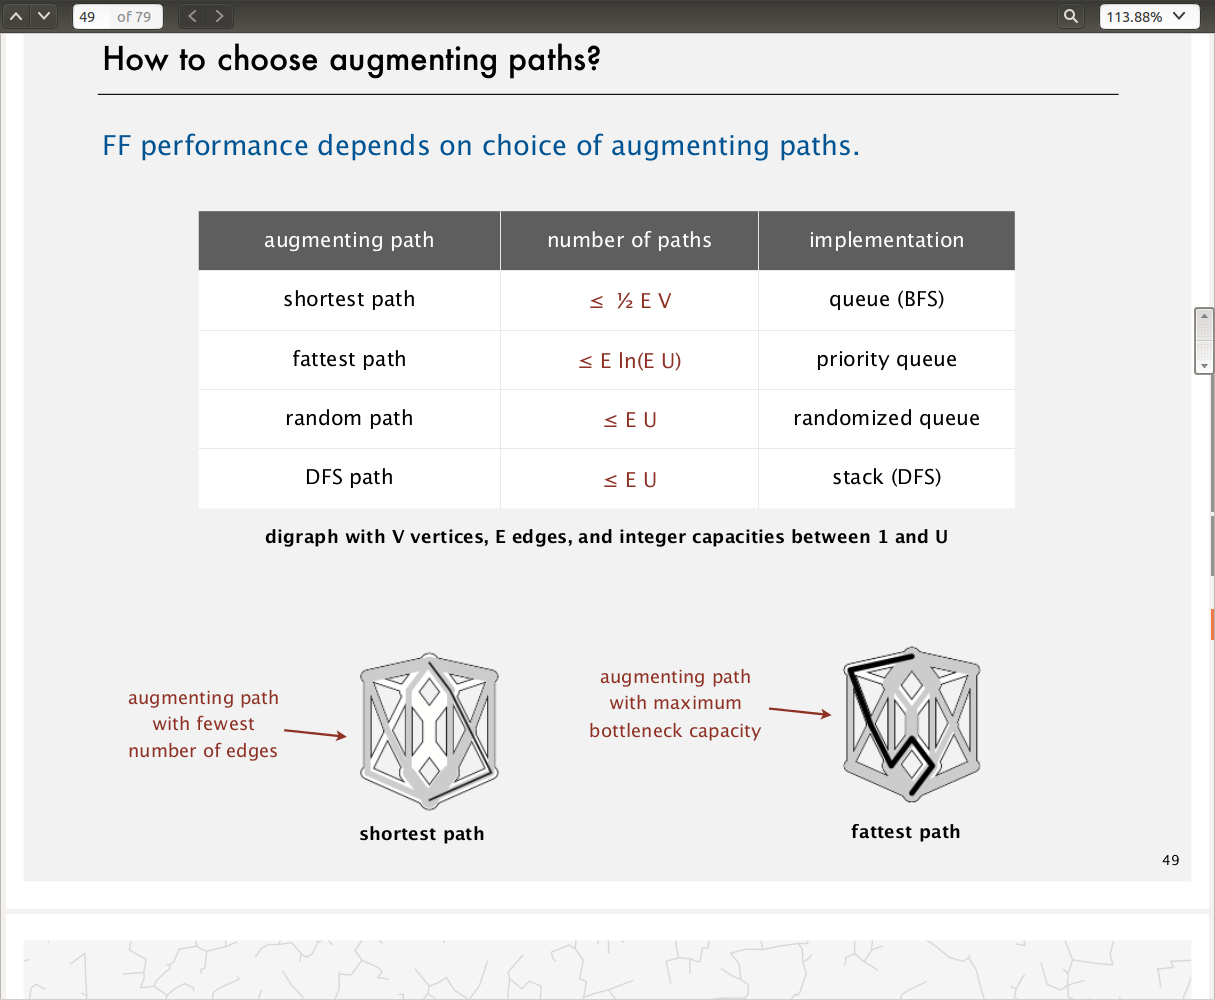 49 of 79
113.88%
How to choose augmenting paths?
FF performance depends on choice of augmenting paths.
augmenting path number of paths implementation
shortest path ≤ ½ E V queue (BFS)
fattest path ≤ E ln(E U) priority queue
random path ≤ E U randomized queue
DFS path ≤ E U stack (DFS)
digraph with V vertices, E edges, and integer capacities between 1 and U
augmenting path
with fewest
number of edges
shortest path
augmenting path
with maximum
bottleneck capacity
fattest path
49